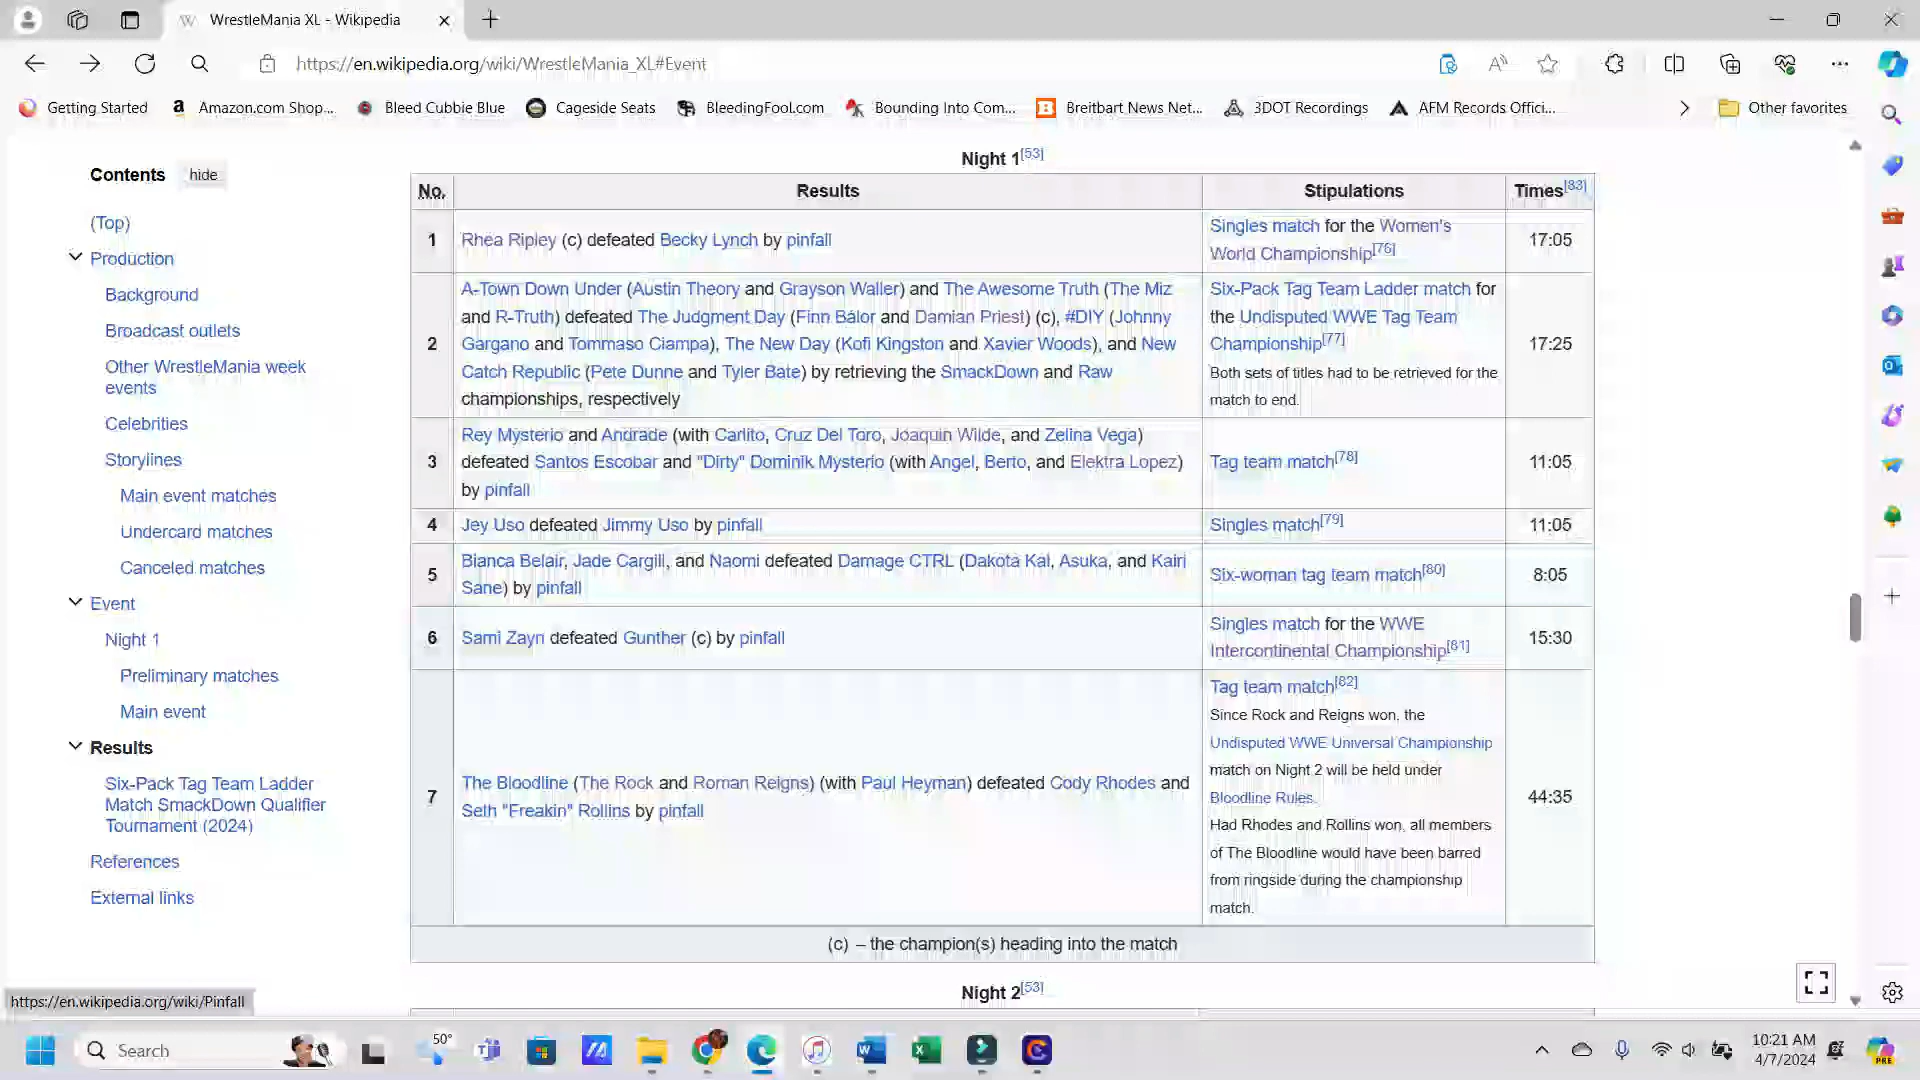 WrestleMania XL - Wikipedia
https://en.wikipedia.org/wiki/WrestleMania_XL#Event
Getting Started
Amazon.com Shop...
Bleed Cubbie Blue
Cageside Seats
BleedingFool.com
Bounding Into Com...
Breitbart News Net...
3DOT Recordings
AFM Records Offici...
Other favorites
Contents
hide
(Top)
Production
Background
Broadcast outlets
Other WrestleMania week
events
Celebrities
Storylines
Main event matches
Undercard matches
Canceled matches
Event
Night 1
Preliminary matches
Main event
Results
Six-Pack Tag Team Ladder
Match SmackDown Qualifier
Tournament (2024)
References
External links
Night 1[53]
No. Results Stipulations Times[83]
1
Rhea Ripley (c) defeated Becky Lynch by pinfall
Singles match for the Women's
World Championship[76]
17:05
2
A-Town Down Under (Austin Theory and Grayson Waller) and The Awesome Truth (The Miz
and R-Truth) defeated The Judgment Day (Finn Bálor and Damian Priest) (c), #DIY (Johnny
Gargano and Tommaso Ciampa), The New Day (Kofi Kingston and Xavier Woods), and New
Catch Republic (Pete Dunne and Tyler Bate) by retrieving the SmackDown and Raw
championships, respectively
Six-Pack Tag Team Ladder match for
the Undisputed WWE Tag Team
Championship[77]
Both sets of titles had to be retrieved for the
match to end.
17:25
3
Rey Mysterio and Andrade (with Carlito, Cruz Del Toro, Joaquin Wilde, and Zelina Vega)
defeated Santos Escobar and "Dirty" Dominik Mysterio (with Angel, Berto, and Elektra Lopez)
by pinfall
Tag team match[78]
11:05
4
Jey Uso defeated Jimmy Uso by pinfall
Singles match[79]
11:05
5
Bianca Belair, Jade Cargill, and Naomi defeated Damage CTRL (Dakota Kai, Asuka, and Kairi
Sane) by pinfall
Six-woman tag team match[80]
8:05
6
Sami Zayn defeated Gunther (c) by pinfall
Singles match for the WWE
Intercontinental Championship[81]
15:30
7
The Bloodline (The Rock and Roman Reigns) (with Paul Heyman) defeated Cody Rhodes and
Seth "Freakin" Rollins by pinfall
Tag team match[82]
Since Rock and Reigns won, the
Undisputed WWE Universal Championship
match on Night 2 will be held under
Bloodline Rules.
Had Rhodes and Rollins won, all members
of The Bloodline would have been barred
from ringside during the championship
match.
44:35
(c) – the champion(s) heading into the match
Night 2[53]
https://en.wikipedia.org/wiki/Pinfall
Search
50°
10:21 AM
4/7/2024
PRE